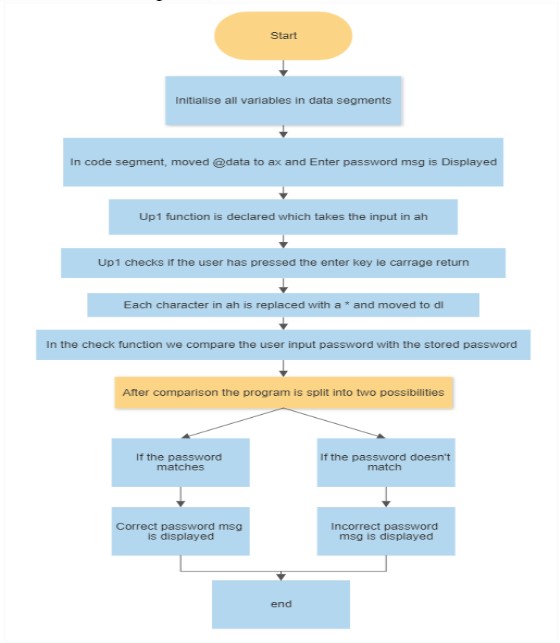 Start
Initialise all variables in data segments
In code segment, moved @data to ax and Enter password msg is Displayed
Up1 function is declared which takes the input in ah
Up1 checks if the user has pressed the enter key ie carrage return
Each character in ah is replaced with a * and moved to dl
In the check function we compare the user input password with the stored password
After comparison the program is split into two possibilities
If the password
matches
If the password doesn't
match
Correct password msg
is displayed
Incorrect password
msg is displayed
end